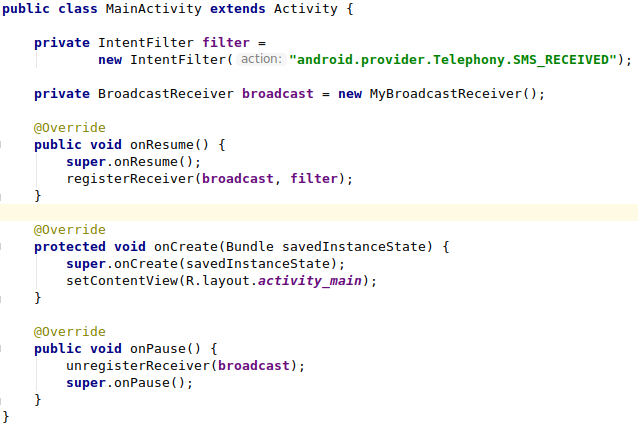 public class MainActivity extends Activity {
private IntentFilter filter =
new IntentFilter( action: "android.provider.Telephony.SMS_RECEIVED");
private BroadcastReceiver broadcast = new MyBroadcastReceiver();
@Override
public void onResume() {
super.onResume();
registerReceiver(broadcast, filter);
}
@Override
protected void onCreate(Bundle savedInstanceState) {
super.onCreate(savedInstanceState);
setContentView(R.layout.activity_main);
}
@Override
public void onPause() {
unregisterReceiver(broadcast);
super.onPause();
}
}